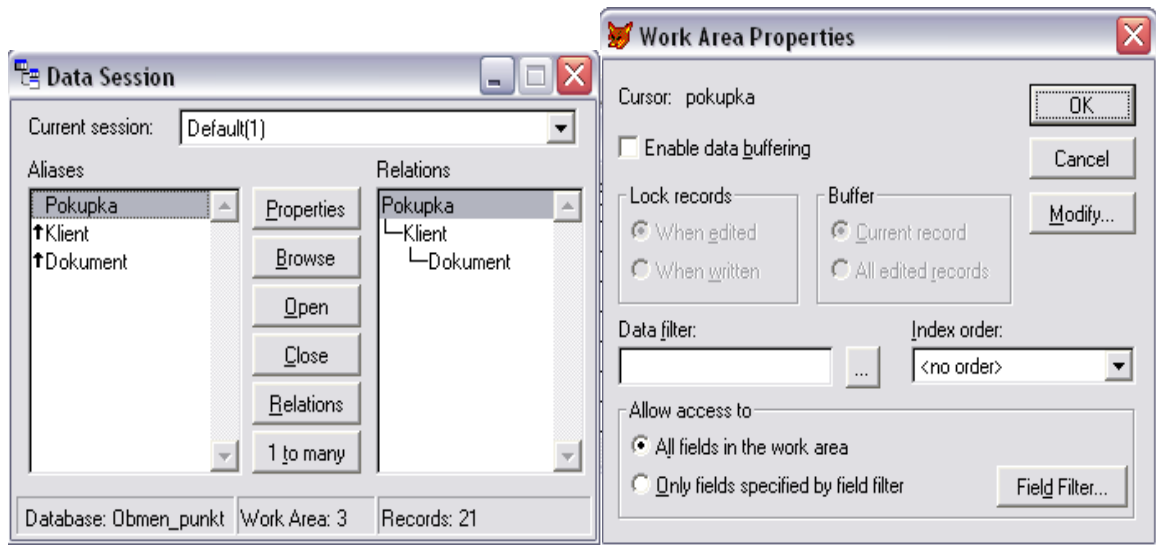 Data Session
Current session: Default(1)
Aliases
Pokupka
Klient
Dokument
Properties
Browse
Open
Close
Relations
1 to many
Relations
Pokupka
Klient
Dokument
Database: Obmen_punkt Work Area: 3 Records: 21
Work Area Properties
Cursor: pokupka
OK
Enable data buffering
Cancel
Lock records
When edited
When written
Buffer
Current record
All edited records
Modify...
Data filter:
...
Index order:
<no order>
Allow access to
All fields in the work area
Only fields specified by field filter
Field Filter...